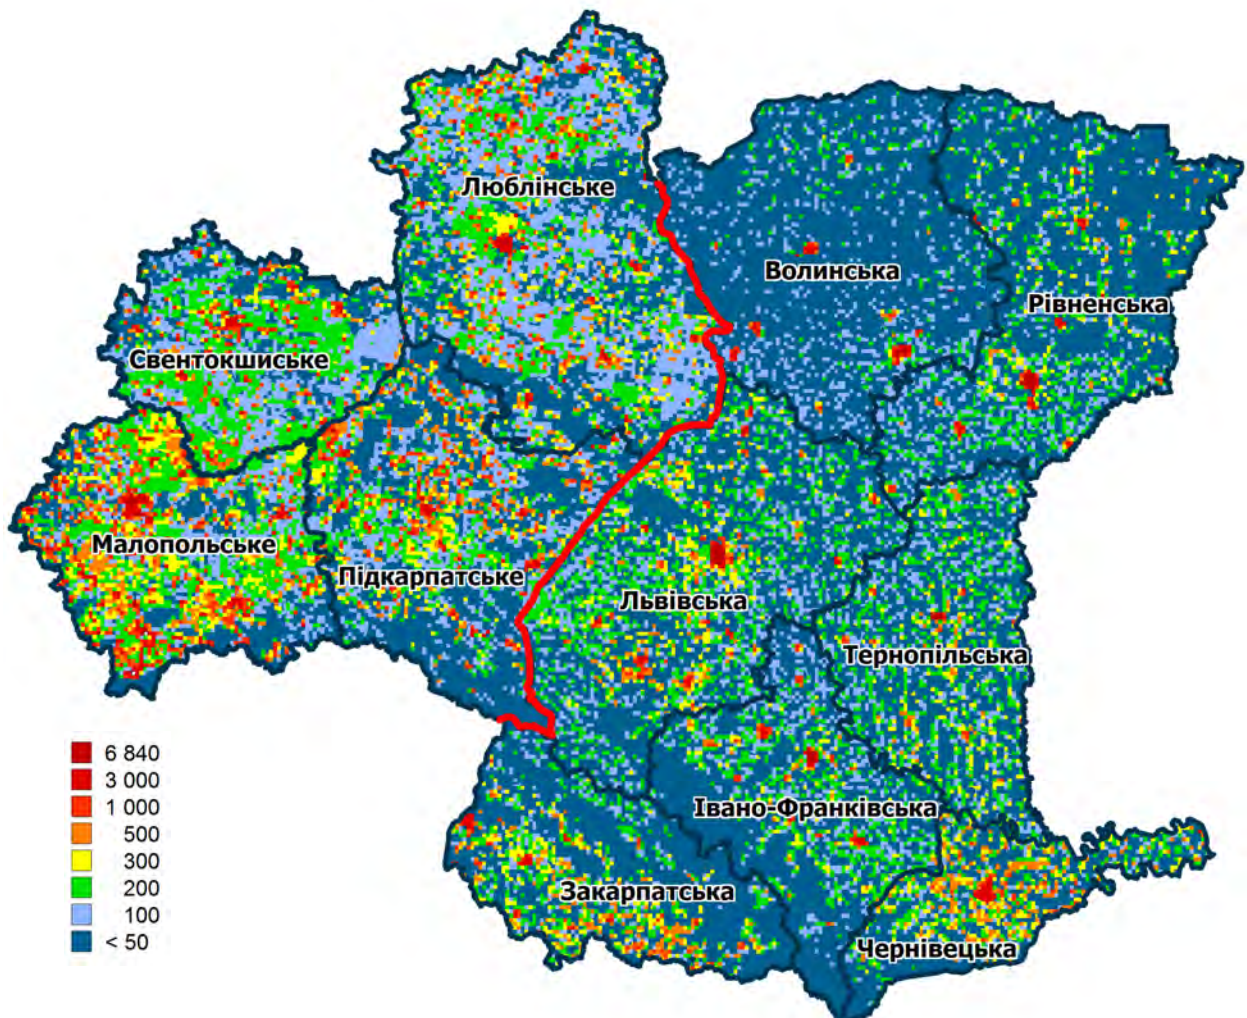 Люблінське
Волинська
Рівненська
Свентокшиське
Малопольське
Підкарпатське
Львівська
Тернопільська
Івано-Франківська
Закарпатська
Чернівецька
6 840
3 000
1 000
500
300
200
100
< 50